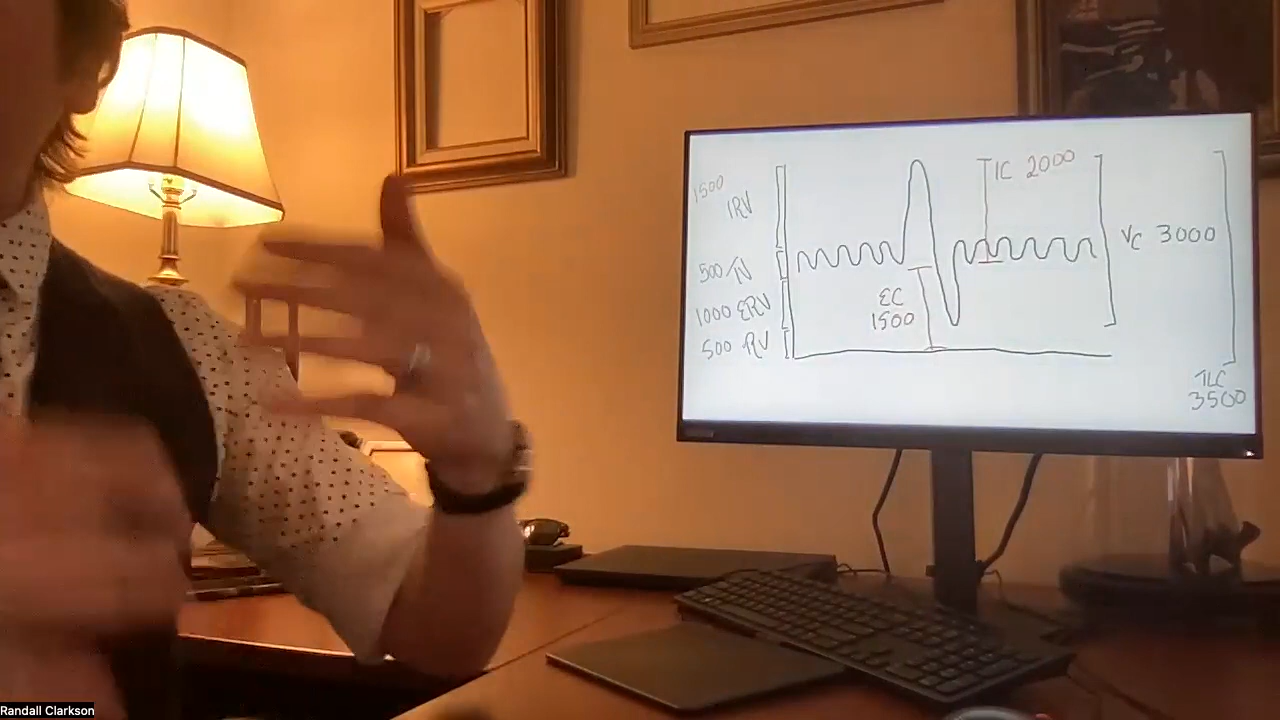 1500
IRV
500/TV
1000 ERV
500 RV
EC
1500
IC 2000
VC 3000
TLC
3500
Randall Clarkson